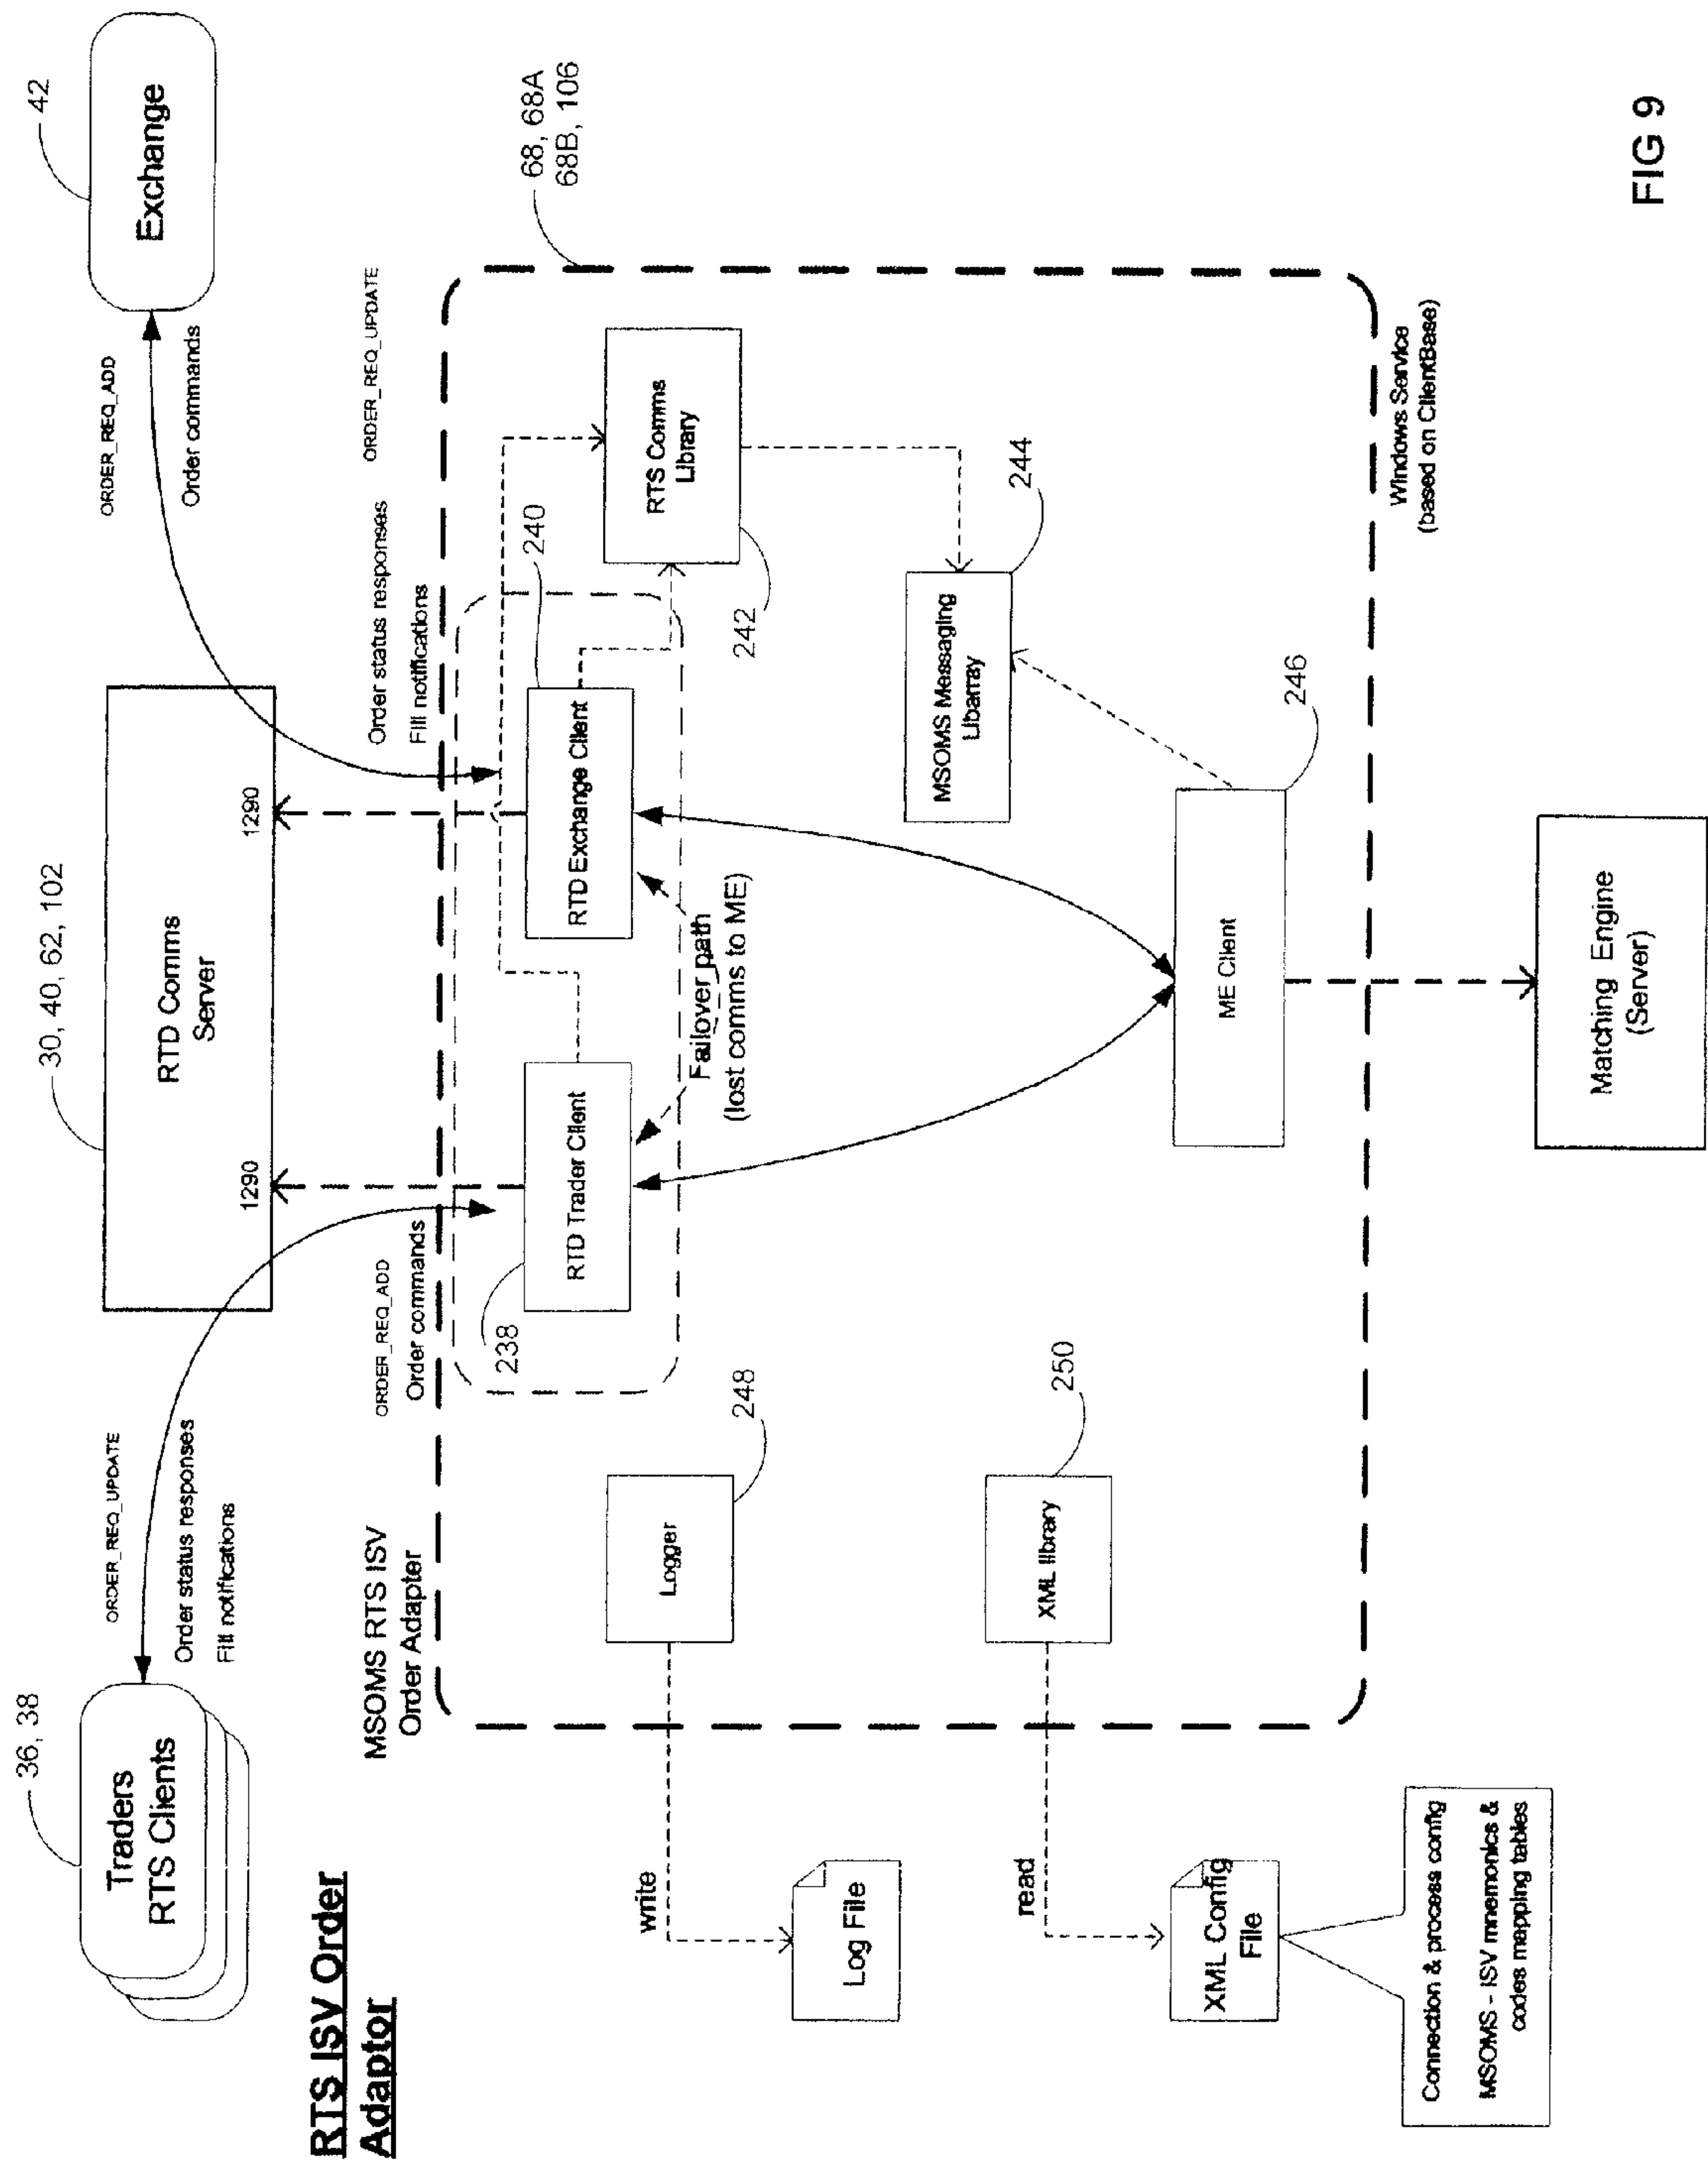 RTS ISV Order
Adaptor
36, 38
Traders
RTS Clients
ORDER_REQ_UPDATE
Order status responses
Fill notifications
30, 40, 62, 102
RTD Comms
Server
1290
1290
42
Exchange
ORDER_REQ_ADD
Order commands
MSOMS RTS ISV
Order Adapter
ORDER_REQ_ADD
Order commands
Order status responses
Fill notifications
ORDER_REQ_UPDATE
68, 68A
68B, 106
238
RTD Trader Client
240
RTD Exchange Client
Failover path
(lost comms to ME)
RTS Comms
Library
242
MSOMS Messaging
Libarray
244
ME Client
246
Logger
248
write
Log File
XML library
250
read
XML Config
File
Connection & process config
MSOMS - ISV mnemonics &
codes mapping tables
Windows Service
(based on ClientBase)
Matching Engine
(Server)
FIG 9